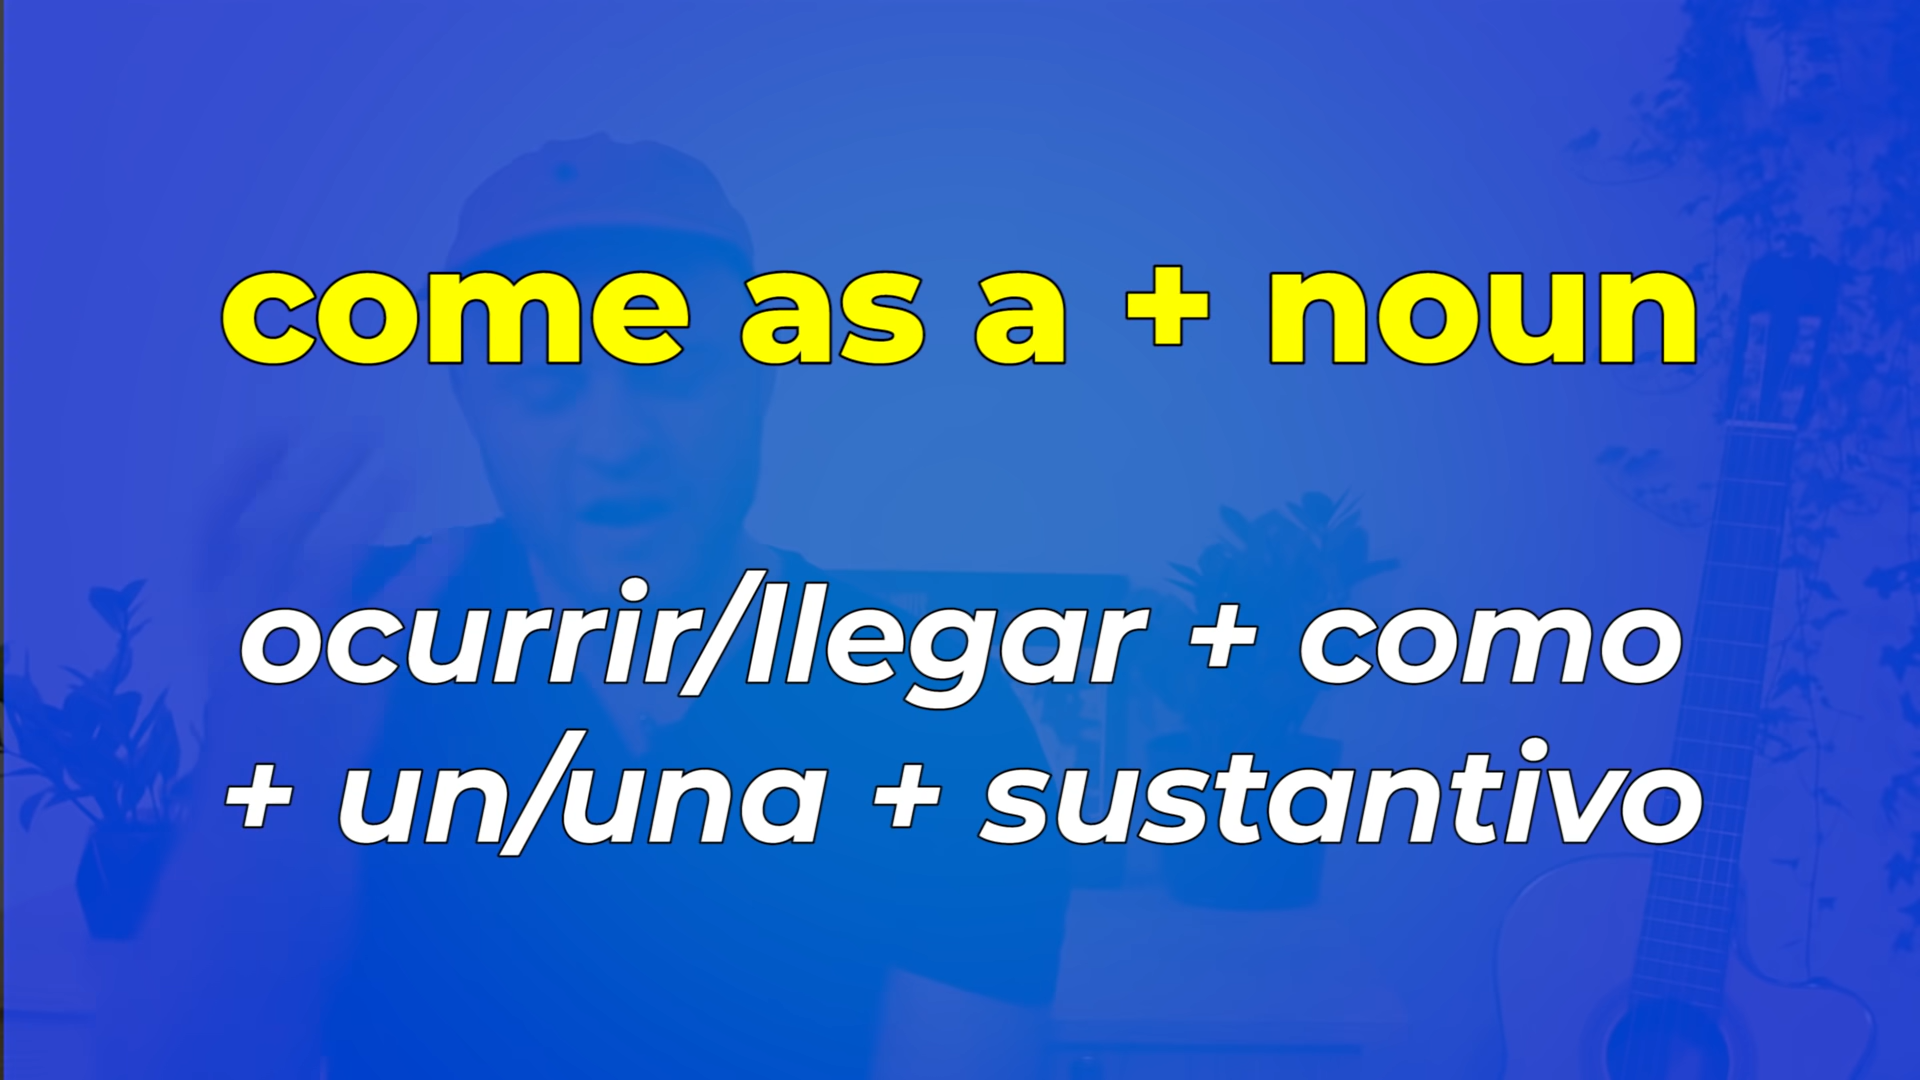 come as a + noun
ocurrir/llegar + como
+ un/una + sustantivo